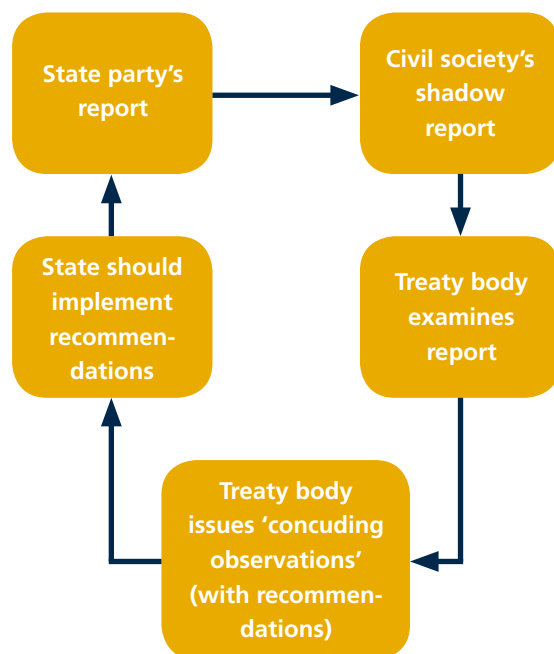 State party's
report
Civil society's
shadow
report
State should
implement
recommen-
dations
Treaty body
examines
report
Treaty body
issues ‘concuding
observations’
(with recommen-
dations)